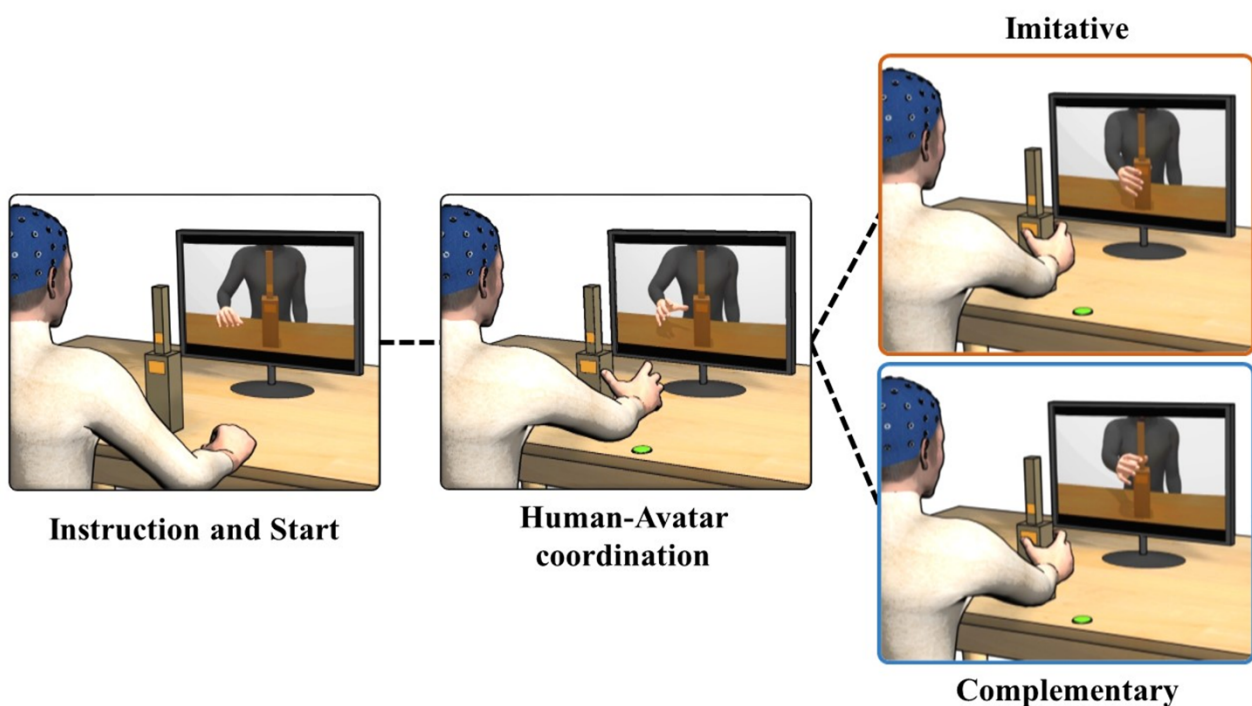 Imitative
Instruction and Start
Human-Avatar
coordination
Complementary